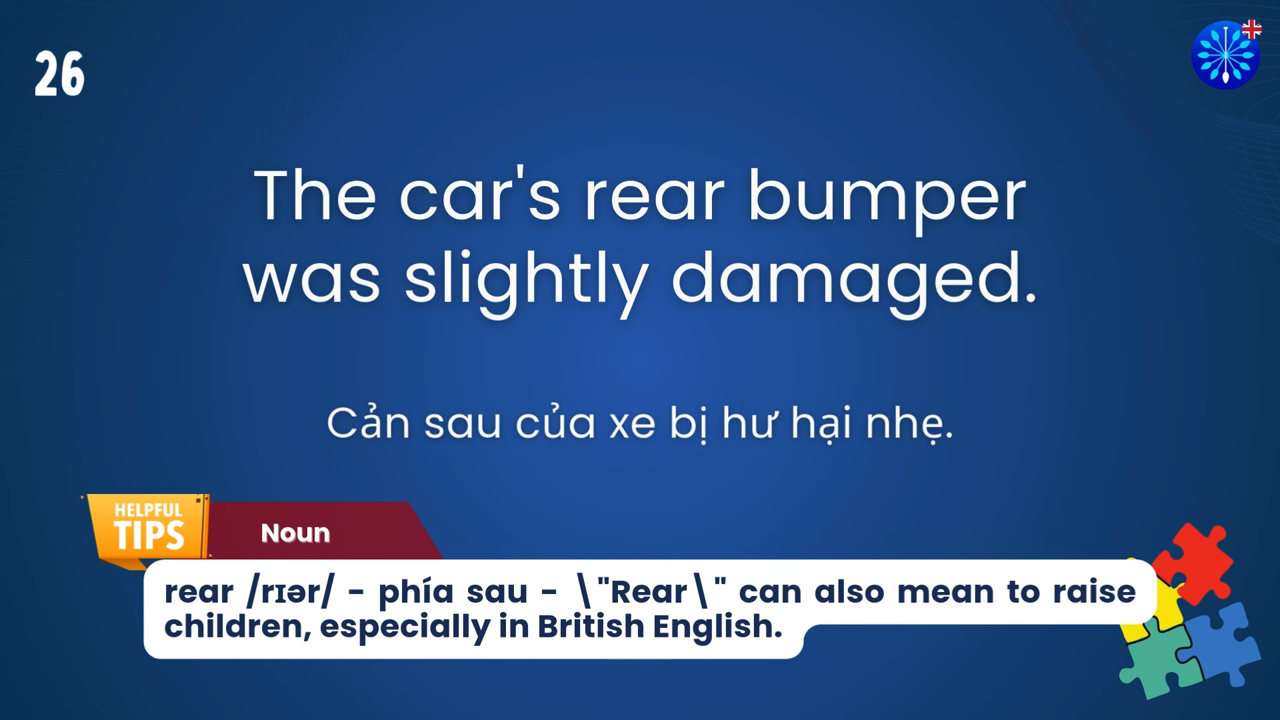 26
The car's rear bumper
was slightly damaged.
Cản sau của xe bị hư hại nhẹ.
HELPFUL
TIPS
Noun
rear /rɪər/ - phía sau - \"Rear\" can also mean to raise
children, especially in British English.